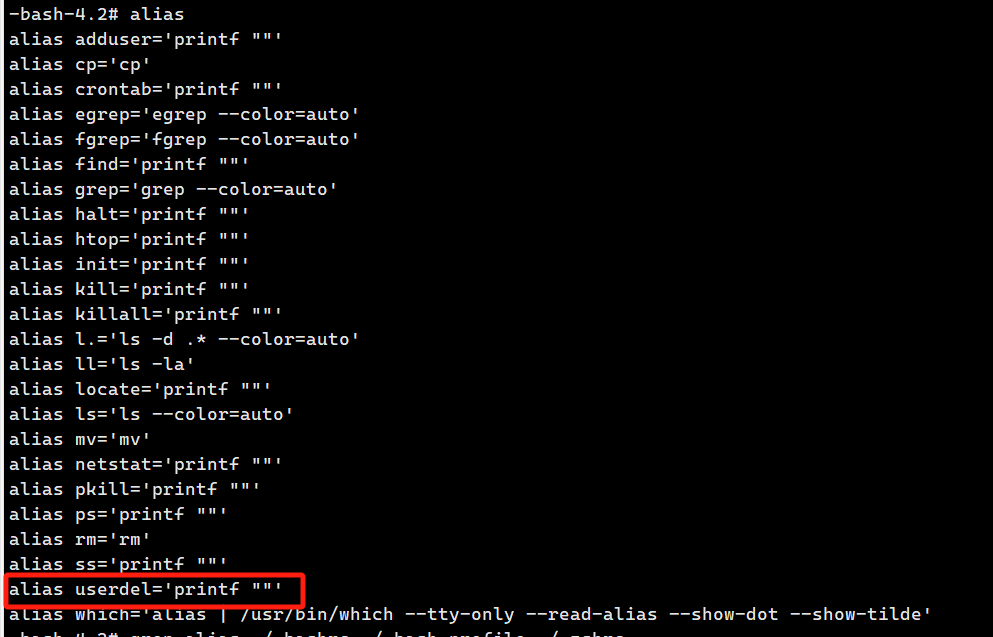 -bash-4.2# alias
alias adduser='printf ""'
alias cp='cp'
alias crontab='printf ""'
alias egrep='egrep --color=auto'
alias fgrep='fgrep --color=auto'
alias find='printf ""'
alias grep='grep --color=auto'
alias halt='printf ""'
alias htop='printf ""'
alias init='printf ""'
alias kill='printf ""'
alias killall='printf ""'
alias l.='ls -d .* --color=auto'
alias ll='ls -la'
alias locate='printf ""'
alias ls='ls --color=auto'
alias mv='mv'
alias netstat='printf ""'
alias pkill='printf ""'
alias ps='printf ""'
alias rm='rm'
alias ss='printf ""'
alias userdel='printf ""'
alias which='alias | /usr/bin/which --tty-only --read-alias --show-dot --show-tilde'